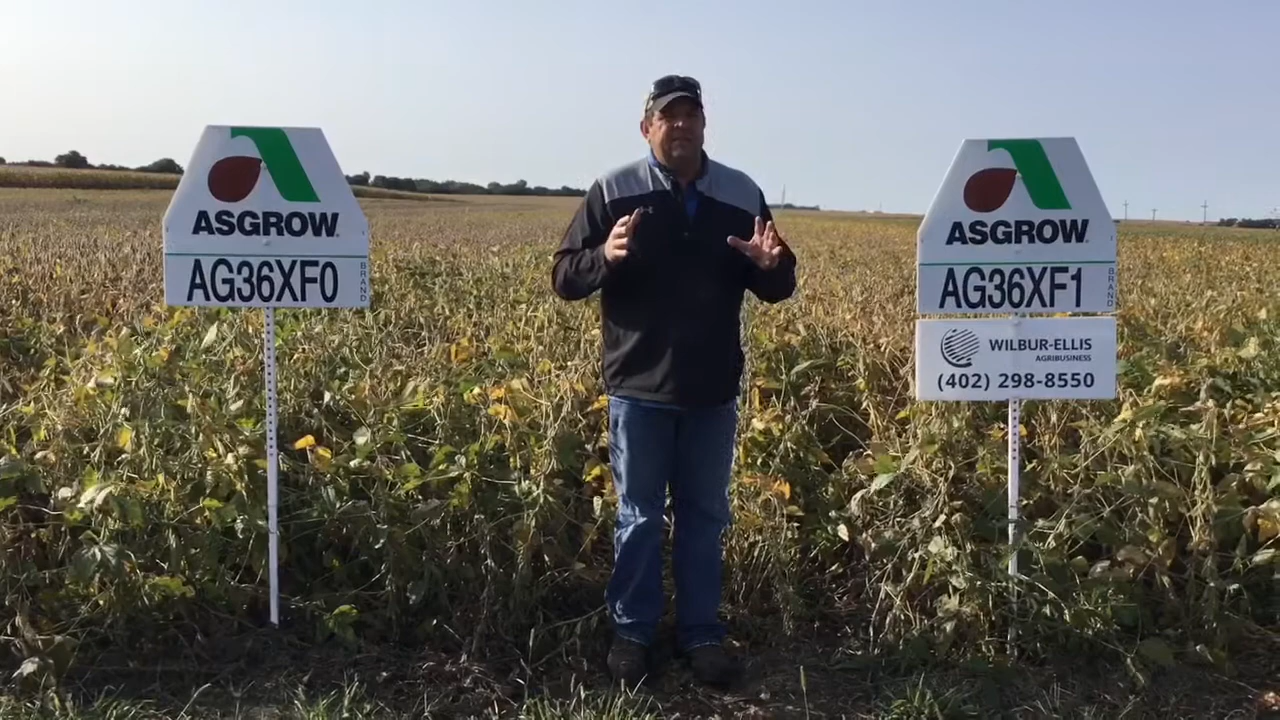 ASGROW
AG36XF0
BRAND
ASGROW
AG36XF1
BRAND
WILBUR-ELLIS
AGRIBUSINESS
(402) 298-8550